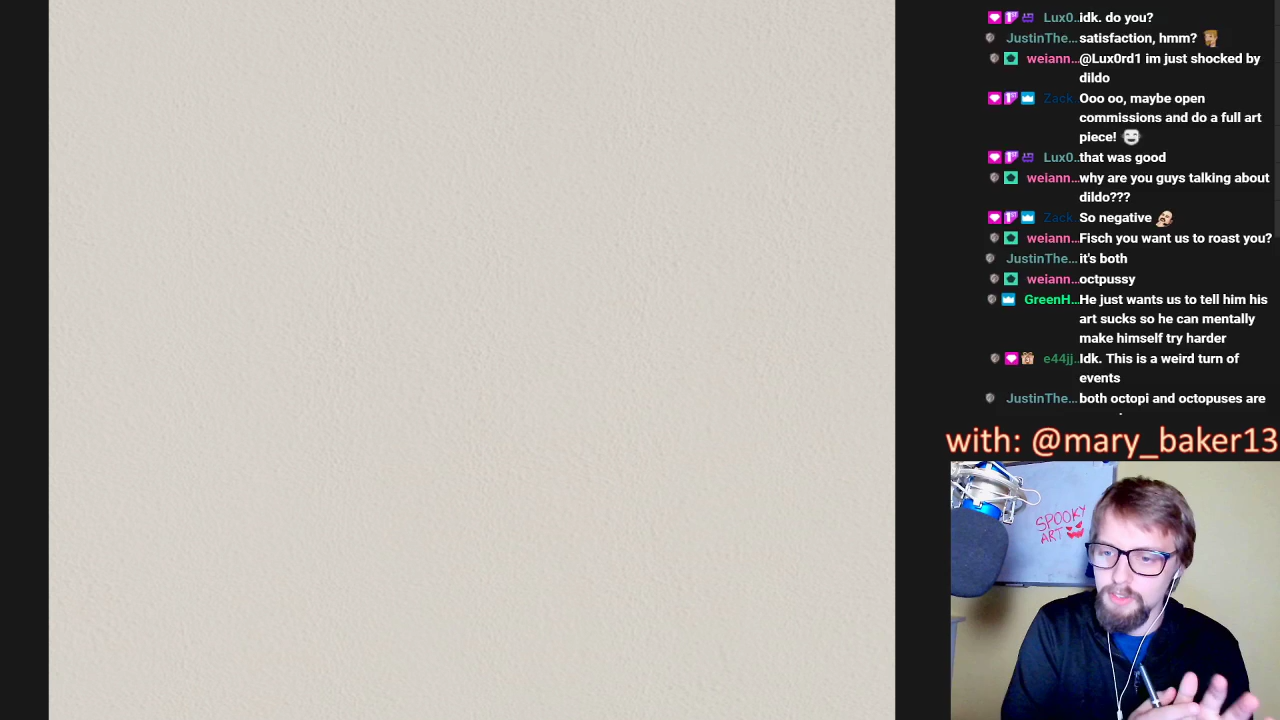 Lux0.. idk. do you?
JustinThe... satisfaction, hmm?
weiann... @Lux0rd1 im just shocked by
dildo
Zack. Ooo oo, maybe open
commissions and do a full art
piece!
Lux0.. that was good
weiann... why are you guys talking about
dildo???
Zack. So negative
weiann... Fisch you want us to roast you?
JustinThe... it's both
weiann... octpussy
GreenH... He just wants us to tell him his
art sucks so he can mentally
make himself try harder
e44jj.. Idk. This is a weird turn of
events
JustinThe... both octopi and octopuses are
with: @mary_baker13
SPOOKY
ART